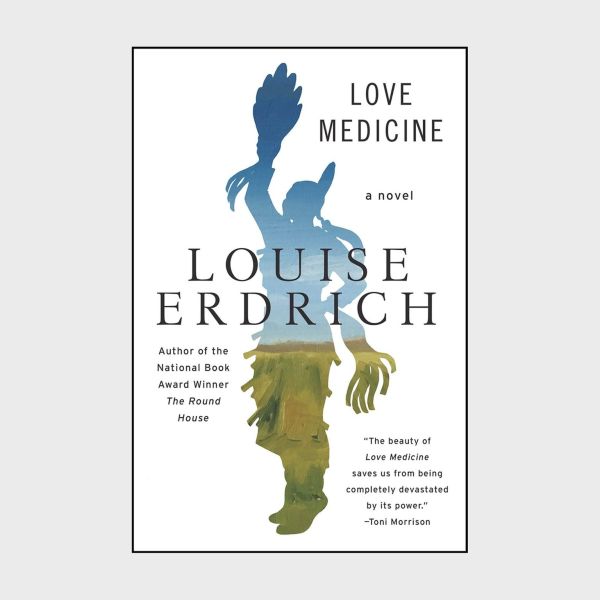 LOVE
MEDICINE
a novel
LOUISE
ERDRICH
Author of the
National Book
Award Winner
The Round
House
“The beauty of
Love Medicine
saves us from being
completely devastated
by its power.”
–Toni Morrison